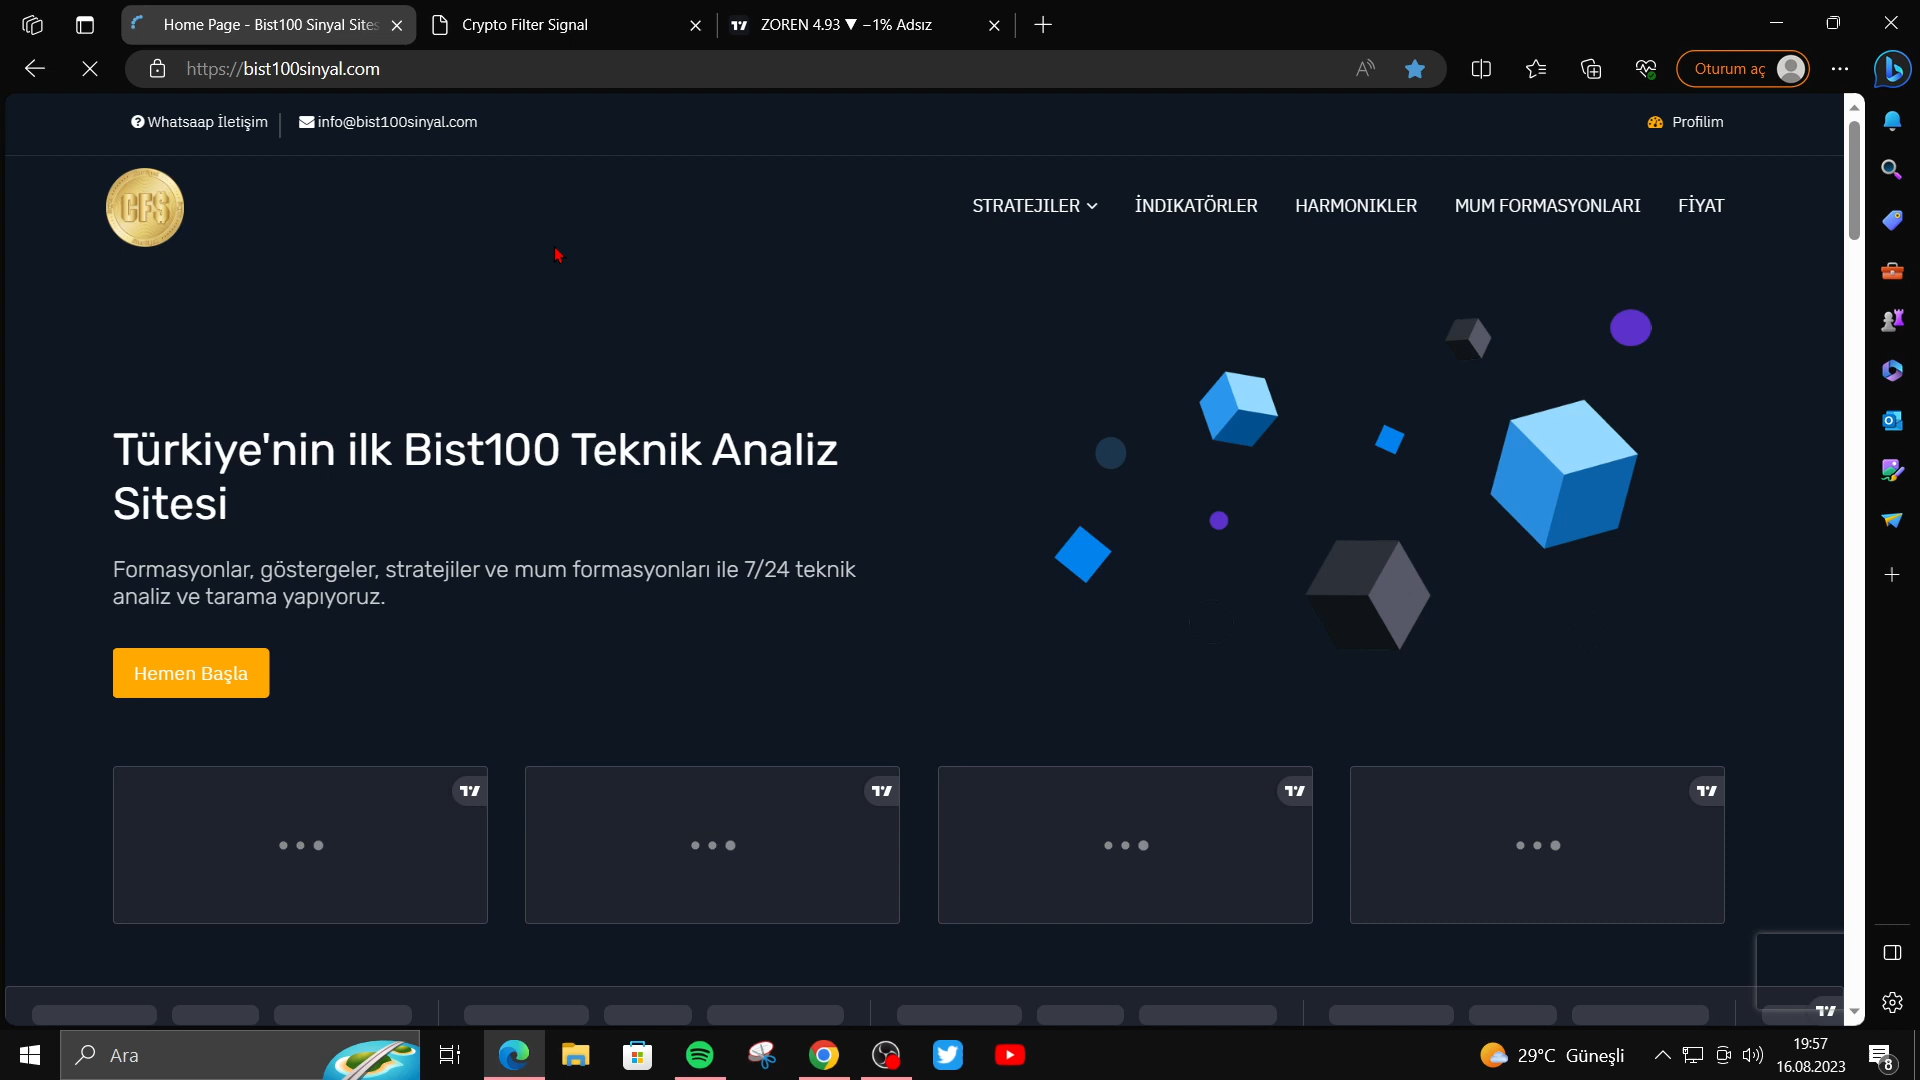 Home Page - Bist100 Sinyal Sites
Crypto Filter Signal
ZOREN 4.93 ▼ −1% Adsız
https://bist100sinyal.com
Oturum aç
Whatsaap İletişim
info@bist100sinyal.com
Profilim
CFS
STRATEJILER
İNDIKATÖRLER
HARMONIKLER
MUM FORMASYONLARI
FİYAT
Türkiye'nin ilk Bist100 Teknik Analiz
Sitesi
Formasyonlar, göstergeler, stratejiler ve mum formasyonları ile 7/24 teknik
analiz ve tarama yapıyoruz.
Hemen Başla
Ara
29°C Güneşli
19:57
16.08.2023
8